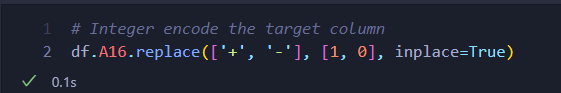 1 # Integer encode the target column
2 df.A16.replace(['+', '-'], [1, 0], inplace=True)
0.1s